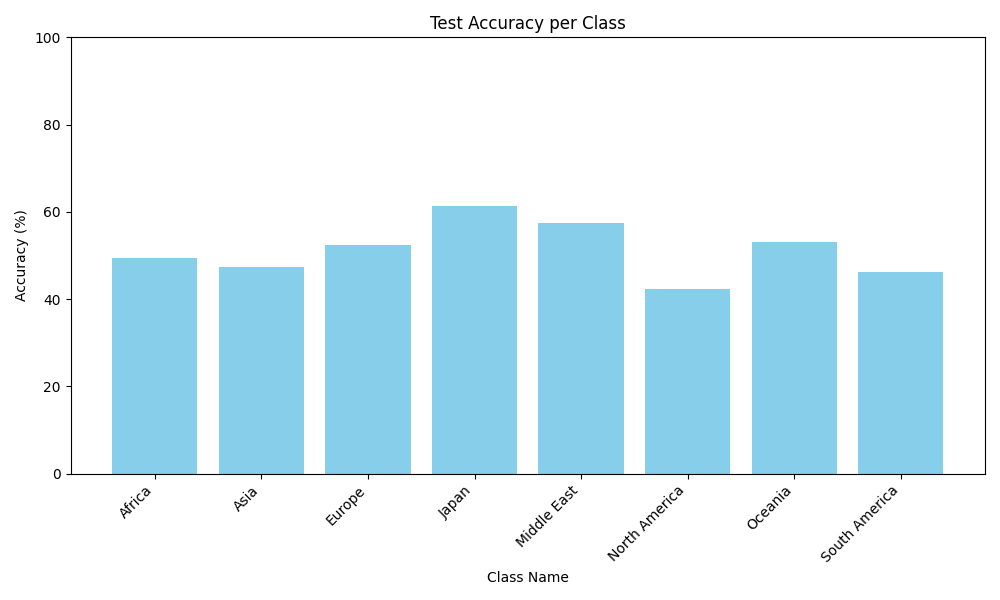 Test Accuracy per Class
Accuracy (%)
100
80
60
40
20
0
Africa
Asia
Europe
Japan
Middle East
North America
Oceania
South America
Class Name